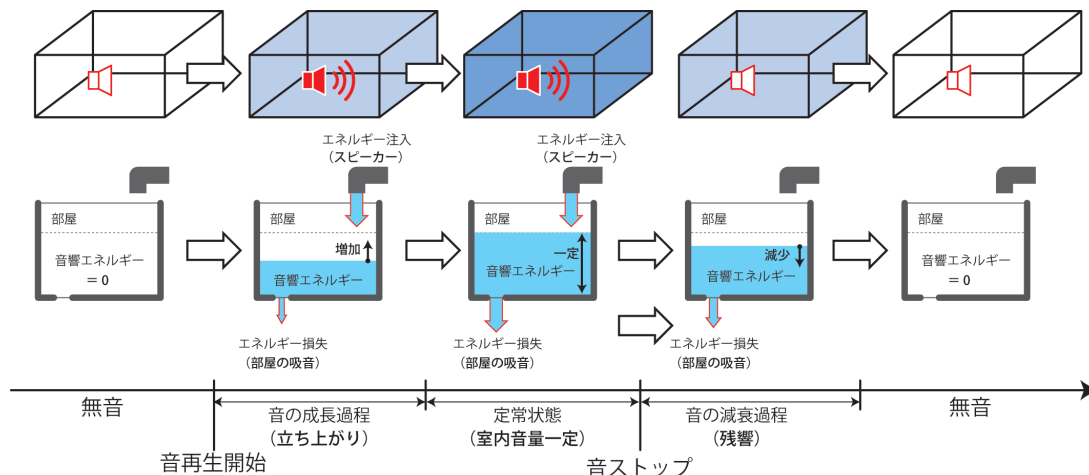 エネルギー注入
（スピーカー）
エネルギー注入
（スピーカー）
部屋
音響エネルギー
＝0
部屋
増加
音響エネルギー
部屋
一定
音響エネルギー
部屋
減少
音響エネルギー
部屋
音響エネルギー
＝0
エネルギー損失
（部屋の吸音）
エネルギー損失
（部屋の吸音）
エネルギー損失
（部屋の吸音）
無音
音の成長過程
（立ち上がり）
定常状態
（室内音量一定）
音の減衰過程
（残響）
無音
音再生開始
音ストップ